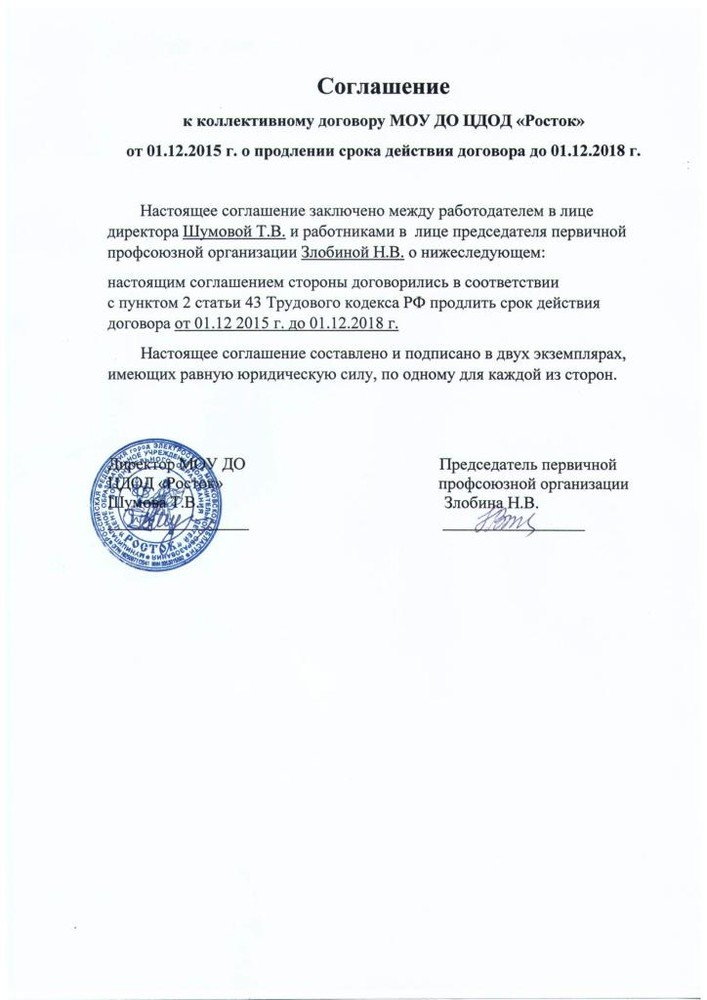 Соглашение
к коллективному договору МОУ ДО ЦДОД «Росток»
от 01.12.2015 г. о продлении срока действия договора до 01.12.2018 г.
Настоящее соглашение заключено между работодателем в лице
директора Шумовой Т.В. и работниками в лице председателя первичной
профсоюзной организации Злобиной Н.В. о нижеследующем:
настоящим соглашением стороны договорились в соответствии
с пунктом 2 статьи 43 Трудового кодекса РФ продлить срок действия
договора от 01.12 2015 г. до 01.12.2018 г.
Настоящее соглашение составлено и подписано в двух экземплярах,
имеющих равную юридическую силу, по одному для каждой из сторон.
Директор МОУ ДО
ЦДОД «Росток»
Шумова Т.В.
Председатель первичной
профсоюзной организации
Злобина Н.В.
«РОСТОК»